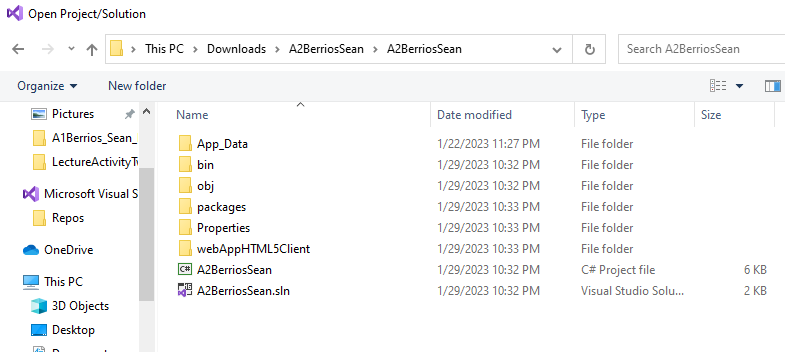 Open Project/Solution
This PC > Downloads > A2BerriosSean > A2BerriosSean
Search A2BerriosSean
Organize New folder
Pictures
A1Berrios_Sean_
LectureActivityTv
Microsoft Visual S
Repos
OneDrive
This PC
3D Objects
Desktop
Name Date modified Type Size
App_Data 1/22/2023 11:27 PM File folder
bin 1/29/2023 10:32 PM File folder
obj 1/29/2023 10:32 PM File folder
packages 1/29/2023 10:33 PM File folder
Properties 1/29/2023 10:33 PM File folder
webAppHTML5Client 1/29/2023 10:33 PM File folder
C# A2BerriosSean 1/29/2023 10:32 PM C# Project file 6 KB
A2BerriosSean.sln 1/29/2023 10:32 PM Visual Studio Solu... 2 KB